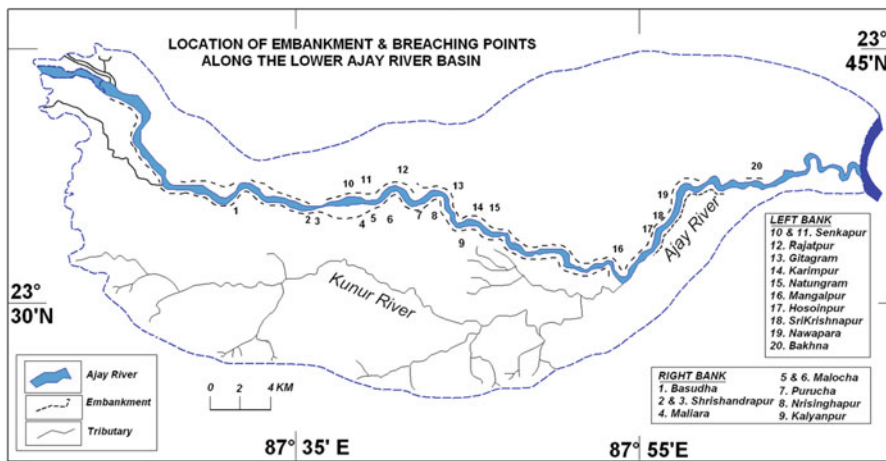 LOCATION OF EMBANKMENT & BREACHING POINTS
ALONG THE LOWER AJAY RIVER BASIN
23°
45'N
20
12
10 11
13
19
14 15
18
17
1
2 3
4 5 6
7 8
9
16
Ajay River
Kunur River
23°
30'N
LEFT BANK
10 & 11. Senkapur
12. Rajatpur
13. Gitagram
14. Karimpur
15. Natungram
16. Mangalpur
17. Hosoinpur
18. SriKrishnapur
19. Nawapara
20. Bakhna
Ajay River
Embankment
Tributary
0 2 4 KM
RIGHT BANK
1. Basudha
2 & 3. Shrishandrapur
4. Maliara
5 & 6. Malocha
7. Purucha
8. Nrisinghapur
9. Kalyanpur
87° 35' E
87° 55'E